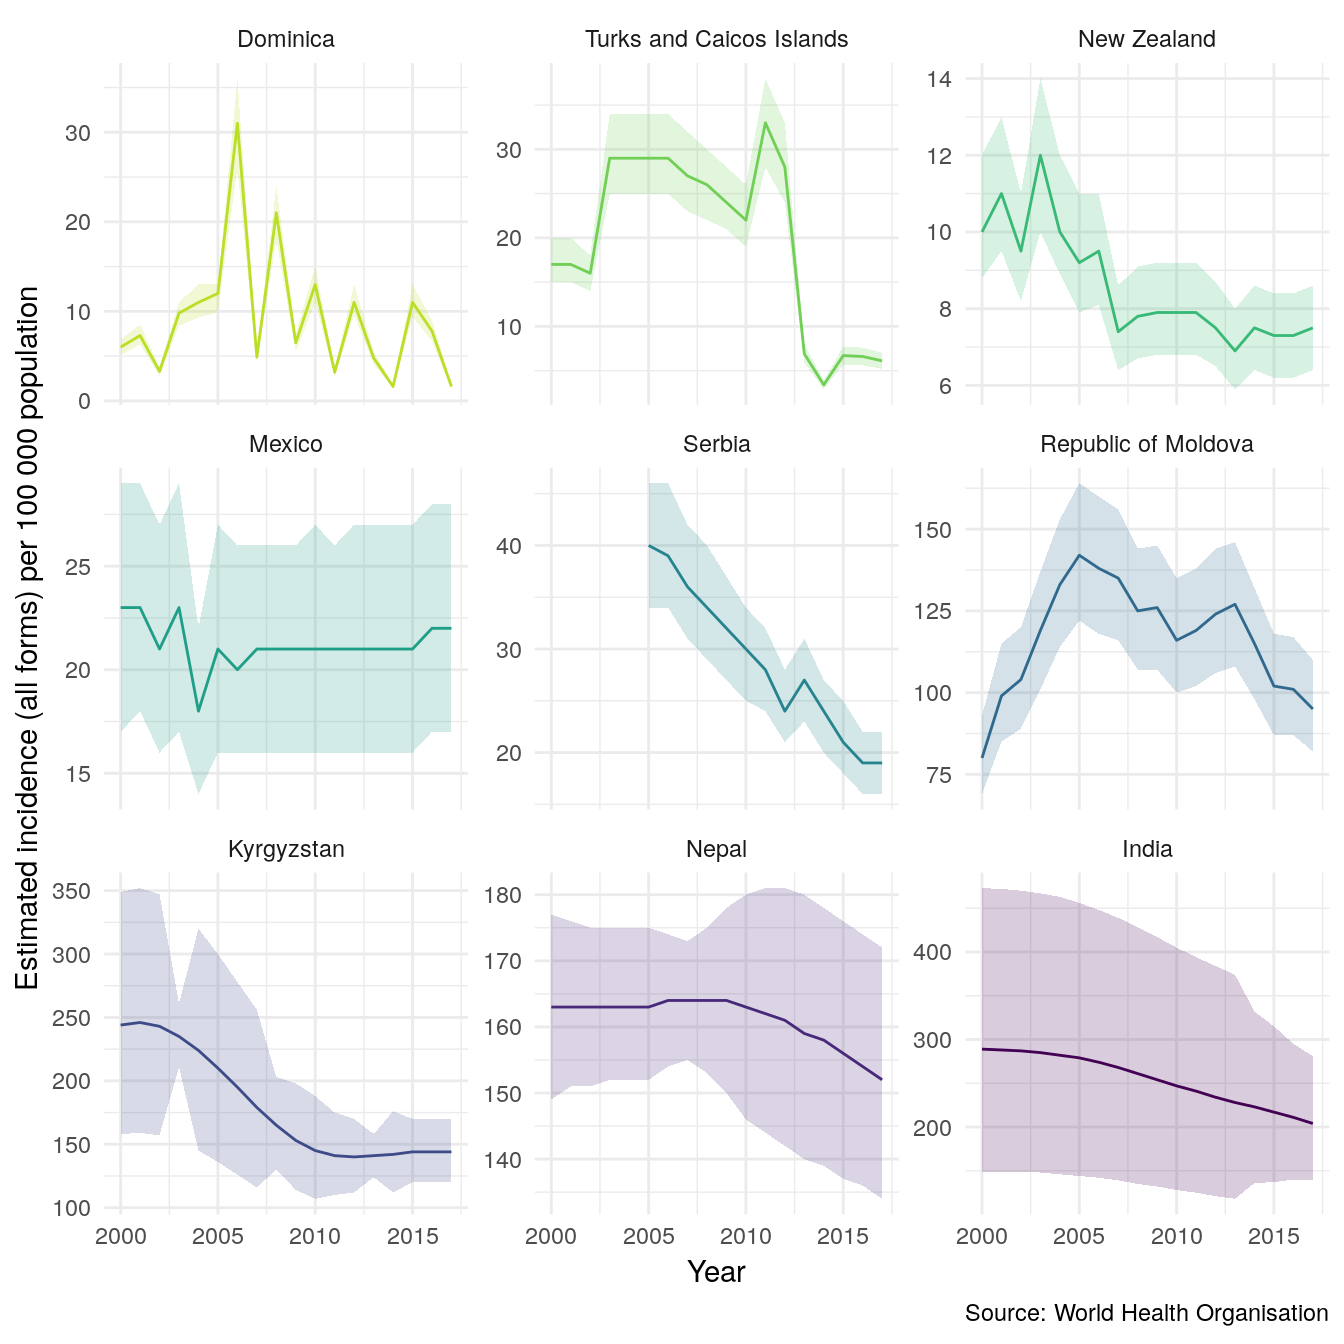 Dominica
Turks and Caicos Islands
New Zealand
30
20
10
0
30
20
10
14
12
10
8
6
Mexico
Serbia
Republic of Moldova
25
20
15
40
30
20
150
125
100
75
Kyrgyzstan
Nepal
India
350
300
250
200
150
100
180
170
160
150
140
400
300
200
2000 2005 2010 2015
2000 2005 2010 2015
2000 2005 2010 2015
Estimated incidence (all forms) per 100 000 population
Year
Source: World Health Organisation